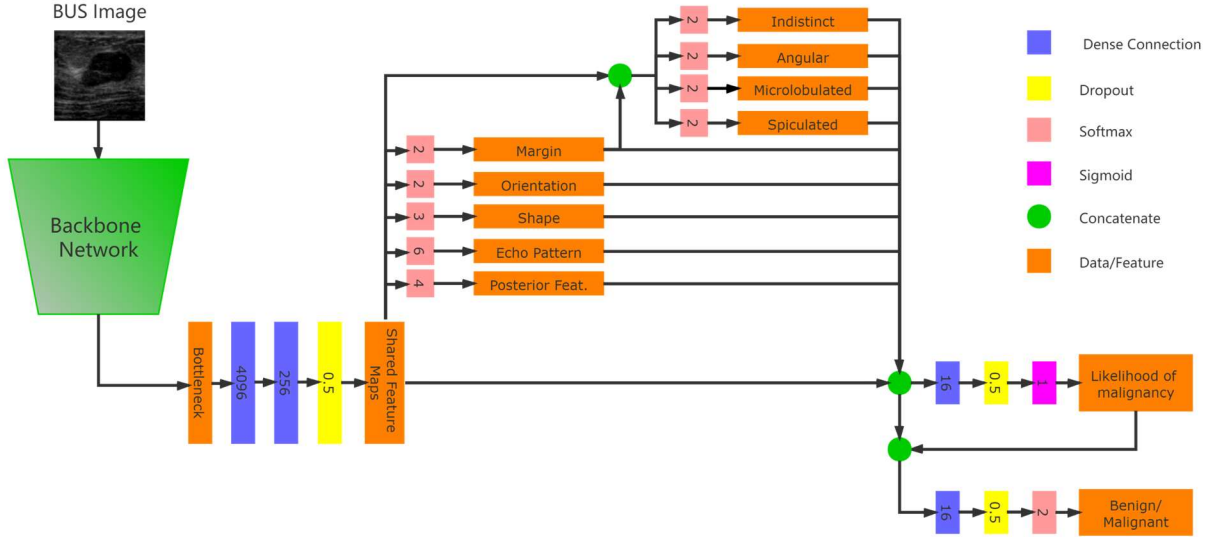 BUS Image
Backbone
Network
Bottleneck
4096
256
0.5
Shared Feature
Maps
2
Margin
2
Orientation
3
Shape
6
Echo Pattern
4
Posterior Feat.
2
Indistinct
2
Angular
2
Microlobulated
2
Spiculated
16
0.5
1
Likelihood of
malignancy
16
0.5
2
Benign/
Malignant
Dense Connection
Dropout
Softmax
Sigmoid
Concatenate
Data/Feature